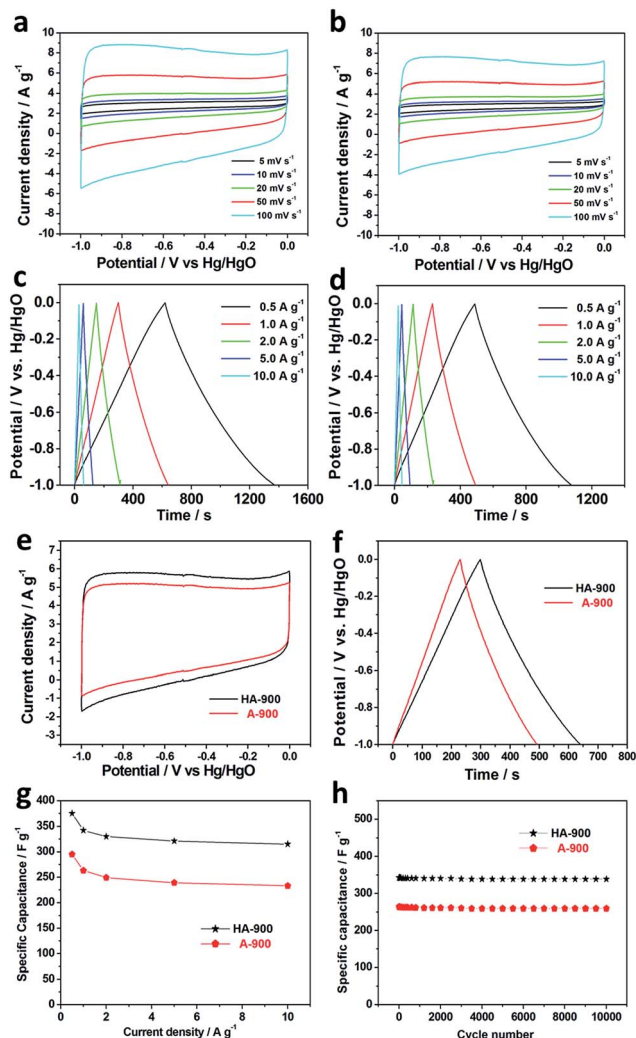 a
Current density / A g⁻¹
10
8
6
4
2
0
-2
-4
-6
-8
-10
5 mV s⁻¹
10 mV s⁻¹
20 mV s⁻¹
50 mV s⁻¹
100 mV s⁻¹
-1.0 -0.8 -0.6 -0.4 -0.2 0.0
Potential / V vs Hg/HgO
b
Current density / A g⁻¹
10
8
6
4
2
0
-2
-4
-6
-8
-10
5 mV s⁻¹
10 mV s⁻¹
20 mV s⁻¹
50 mV s⁻¹
100 mV s⁻¹
-1.0 -0.8 -0.6 -0.4 -0.2 0.0
Potential / V vs Hg/HgO
c
Potential / V vs. Hg/HgO
0.0
-0.2
-0.4
-0.6
-0.8
-1.0
0.5 A g⁻¹
1.0 A g⁻¹
2.0 A g⁻¹
5.0 A g⁻¹
10.0 A g⁻¹
0 400 800 1200 1600
Time / s
d
Potential / V vs. Hg/HgO
0.0
-0.2
-0.4
-0.6
-0.8
-1.0
0.5 A g⁻¹
1.0 A g⁻¹
2.0 A g⁻¹
5.0 A g⁻¹
10.0 A g⁻¹
0 400 800 1200
Time / s
e
Current density / A g⁻¹
8
7
6
5
4
3
2
1
0
-1
-2
-3
HA-900
A-900
-1.0 -0.8 -0.6 -0.4 -0.2 0.0
Potential / V vs Hg/HgO
f
Potential / V vs. Hg/HgO
0.0
-0.2
-0.4
-0.6
-0.8
-1.0
HA-900
A-900
0 100 200 300 400 500 600 700 800
Time / s
g
Specific Capacitance / F g⁻¹
400
350
300
250
200
150
100
50
0
HA-900
A-900
0 2 4 6 8 10
Current density / A g⁻¹
h
Specific capacitance / F g⁻¹
500
400
300
200
100
0
HA-900
A-900
0 2000 4000 6000 8000 10000
Cycle number